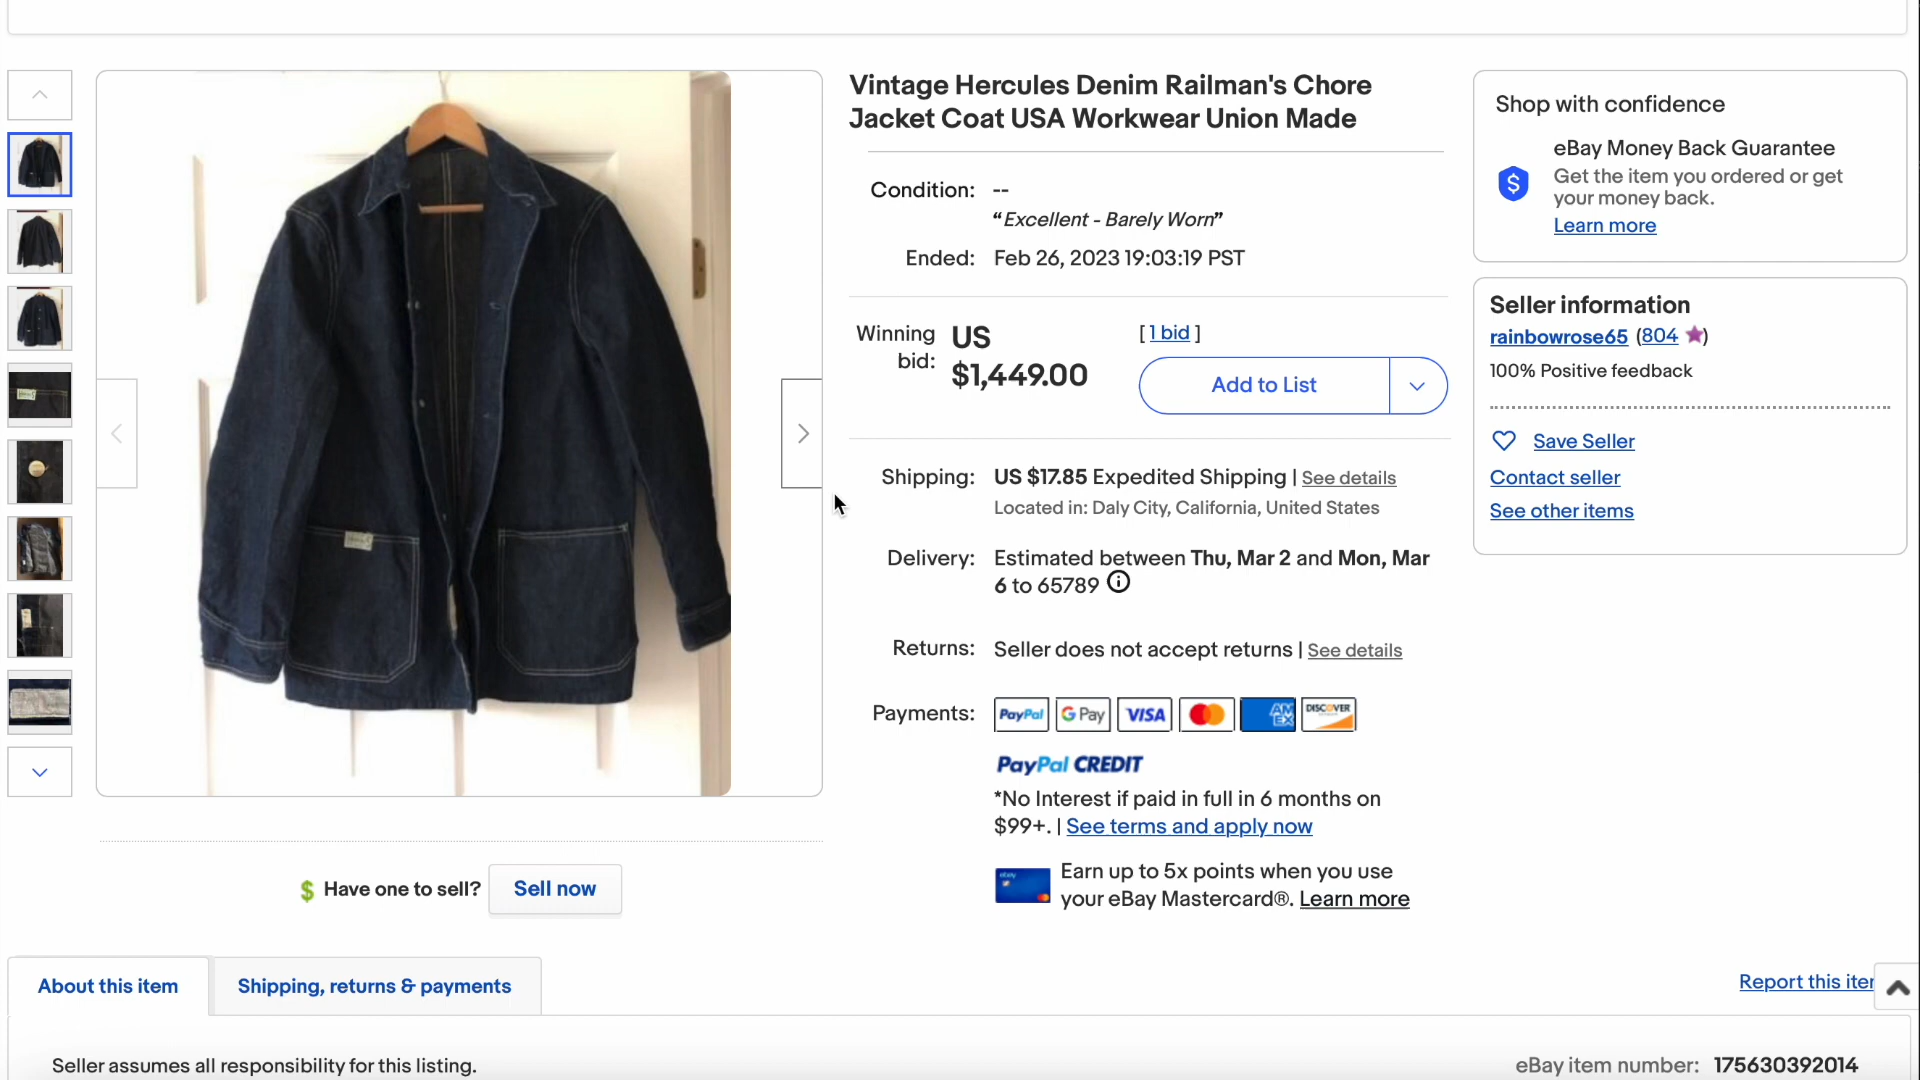 Vintage Hercules Denim Railman's Chore
Jacket Coat USA Workwear Union Made
Condition: --
“Excellent - Barely Worn”
Ended: Feb 26, 2023 19:03:19 PST
Winning bid: US $1,449.00
[ 1 bid ]
Add to List
Shipping: US $17.85 Expedited Shipping | See details
Located in: Daly City, California, United States
Delivery: Estimated between Thu, Mar 2 and Mon, Mar
6 to 65789
Returns: Seller does not accept returns | See details
Payments: PayPal G Pay VISA AM EX DISCOVER
PayPal CREDIT
*No Interest if paid in full in 6 months on
$99+. | See terms and apply now
ebay
Earn up to 5x points when you use
your eBay Mastercard®. Learn more
Shop with confidence
eBay Money Back Guarantee
Get the item you ordered or get
your money back.
Learn more
Seller information
rainbowrose65 (804)
100% Positive feedback
Save Seller
Contact seller
See other items
$ Have one to sell? Sell now
About this item
Shipping, returns & payments
Report this iter
Seller assumes all responsibility for this listing.
eBay item number: 175630392014